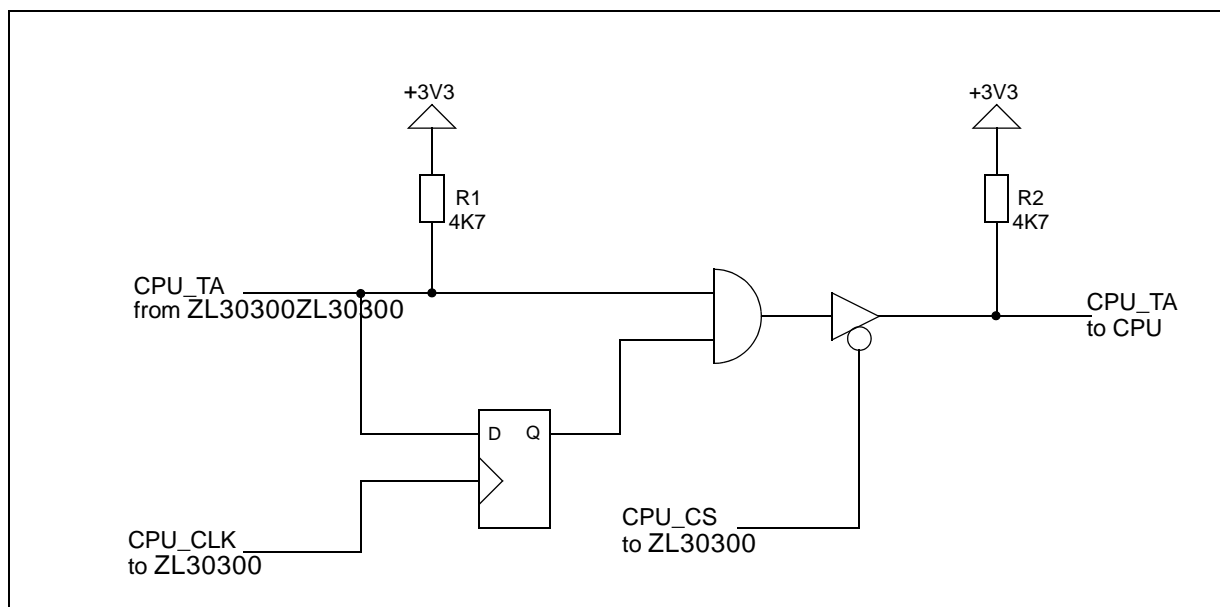 +3V3
+3V3
R1
4K7
R2
4K7
CPU_TA
from ZL30300ZL30300
CPU_TA
to CPU
D Q
CPU_CLK
to ZL30300
CPU_CS
to ZL30300